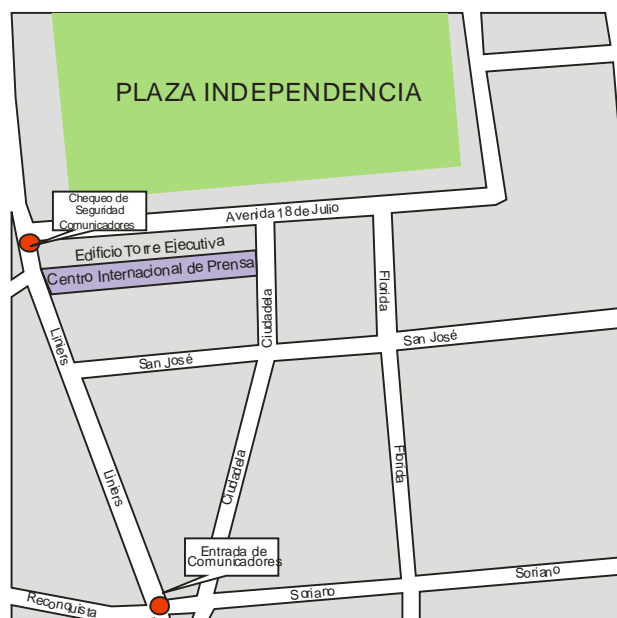 PLAZA INDEPENDENCIA
Chequeo de
Seguridad
Comunicadores
Avenida 18 de Julio
Edificio Torre Ejecutiva
Centro Internacional de Prensa
Ciudadela
Florida
Liniers
San José
San José
Liniers
Ciudadela
Florida
Entrada de
Comunicadores
Reconquista
Soriano
Soriano